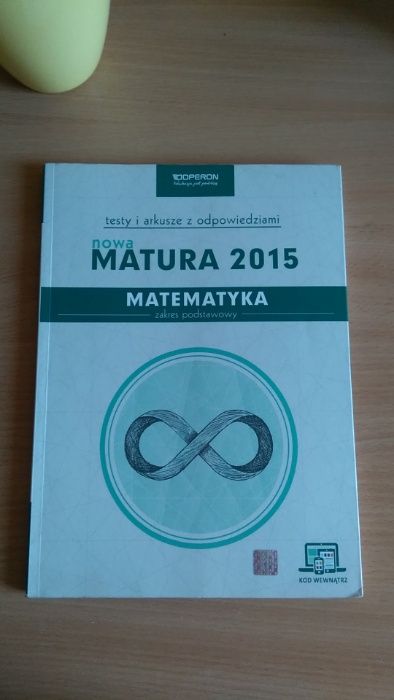 OPERON
testy i arkusze z odpowiedziami
nowa
MATURA 2015
MATEMATYKA
zakres podstawowy
KOD WEWNĄTRZ